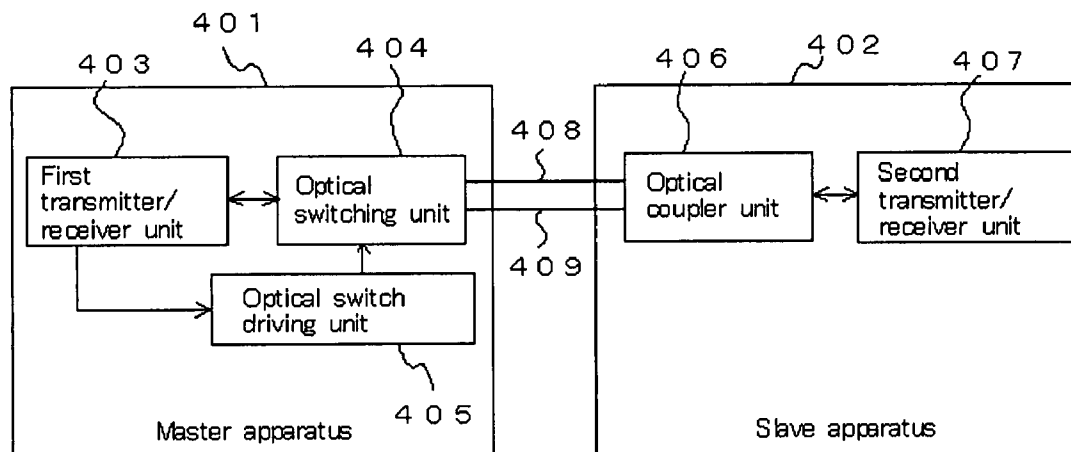 401
402
403
404
406
407
408
First
transmitter/
receiver unit
Optical
switching unit
Optical
coupler unit
Second
transmitter/
receiver unit
409
Optical switch
driving unit
405
Master apparatus
Slave apparatus